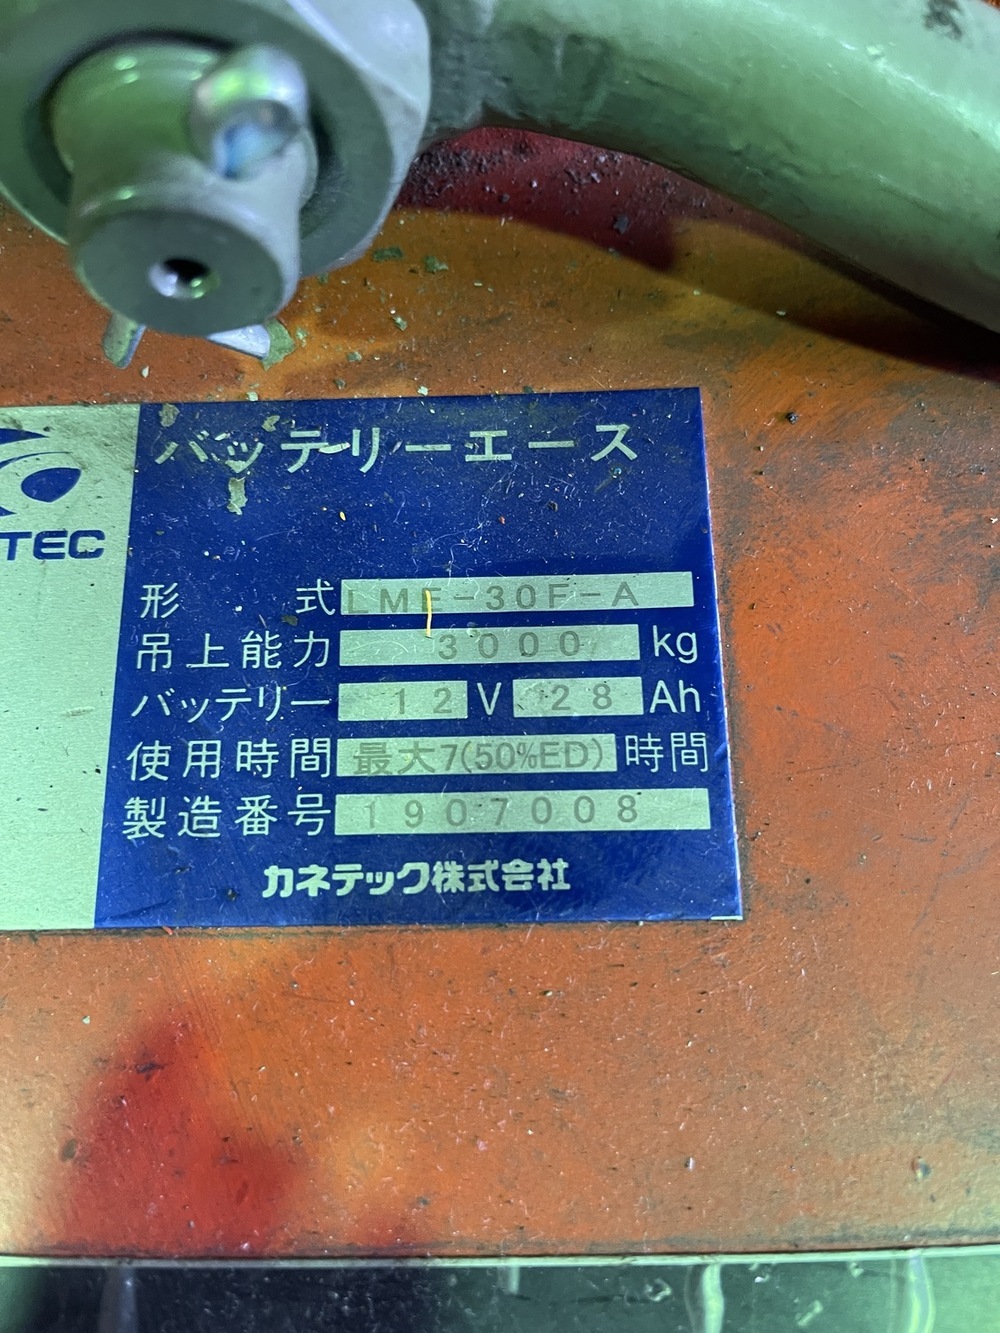 バッテリーエース
TEC
形 式 LME-30F-A
吊上能力 3000 kg
バッテリー 12 V 28 Ah
使用時間 最大7(50%ED) 時間
製造番号 1907008
カネテック株式会社